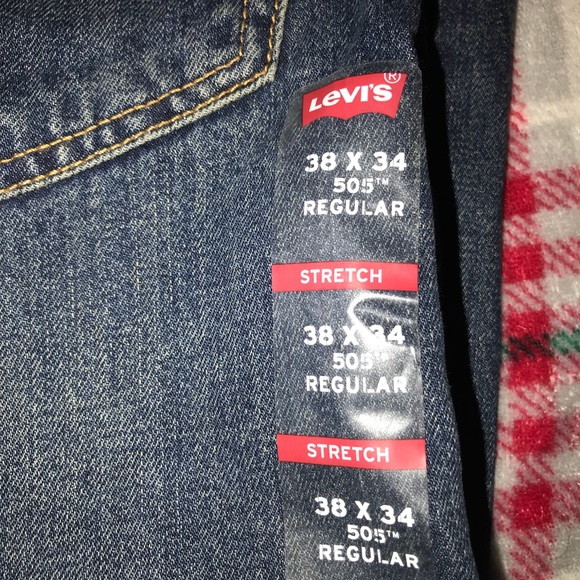 LEVI'S®
38 X 34
505™
REGULAR
STRETCH
38 X 34
505™
REGULAR
STRETCH
38 X 34
505™
REGULAR